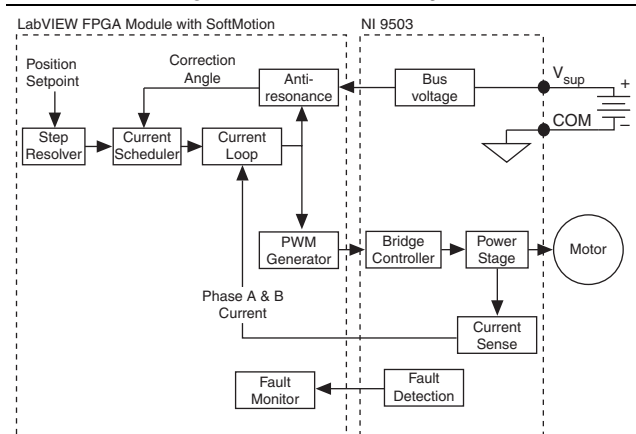 LabVIEW FPGA Module with SoftMotion
NI 9503
Position
Setpoint
Correction
Angle
Anti-
resonance
Bus
voltage
Vsup
+
COM
–
Step
Resolver
Current
Scheduler
Current
Loop
PWM
Generator
Bridge
Controller
Power
Stage
Motor
Phase A & B
Current
Current
Sense
Fault
Monitor
Fault
Detection